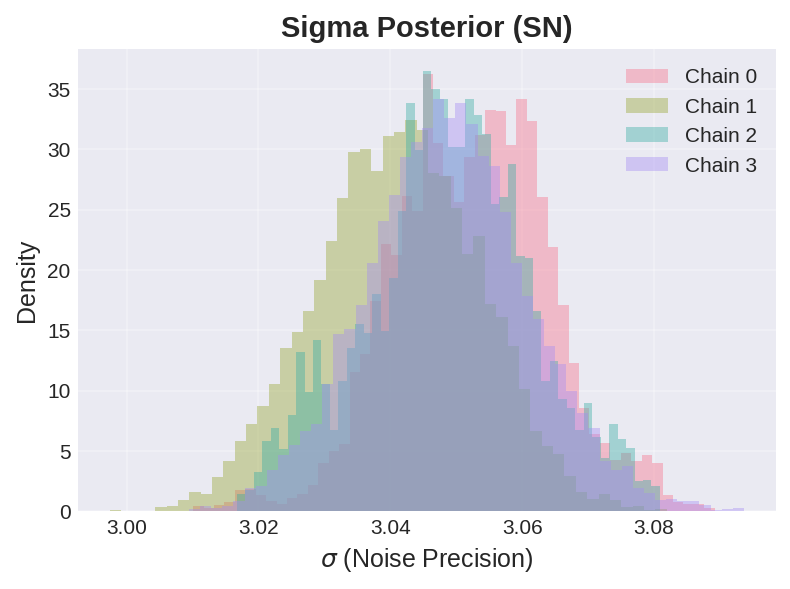 Sigma Posterior (SN)
Chain 0
Chain 1
Chain 2
Chain 3
Density
35
30
25
20
15
10
5
0
3.00 3.02 3.04 3.06 3.08
σ (Noise Precision)